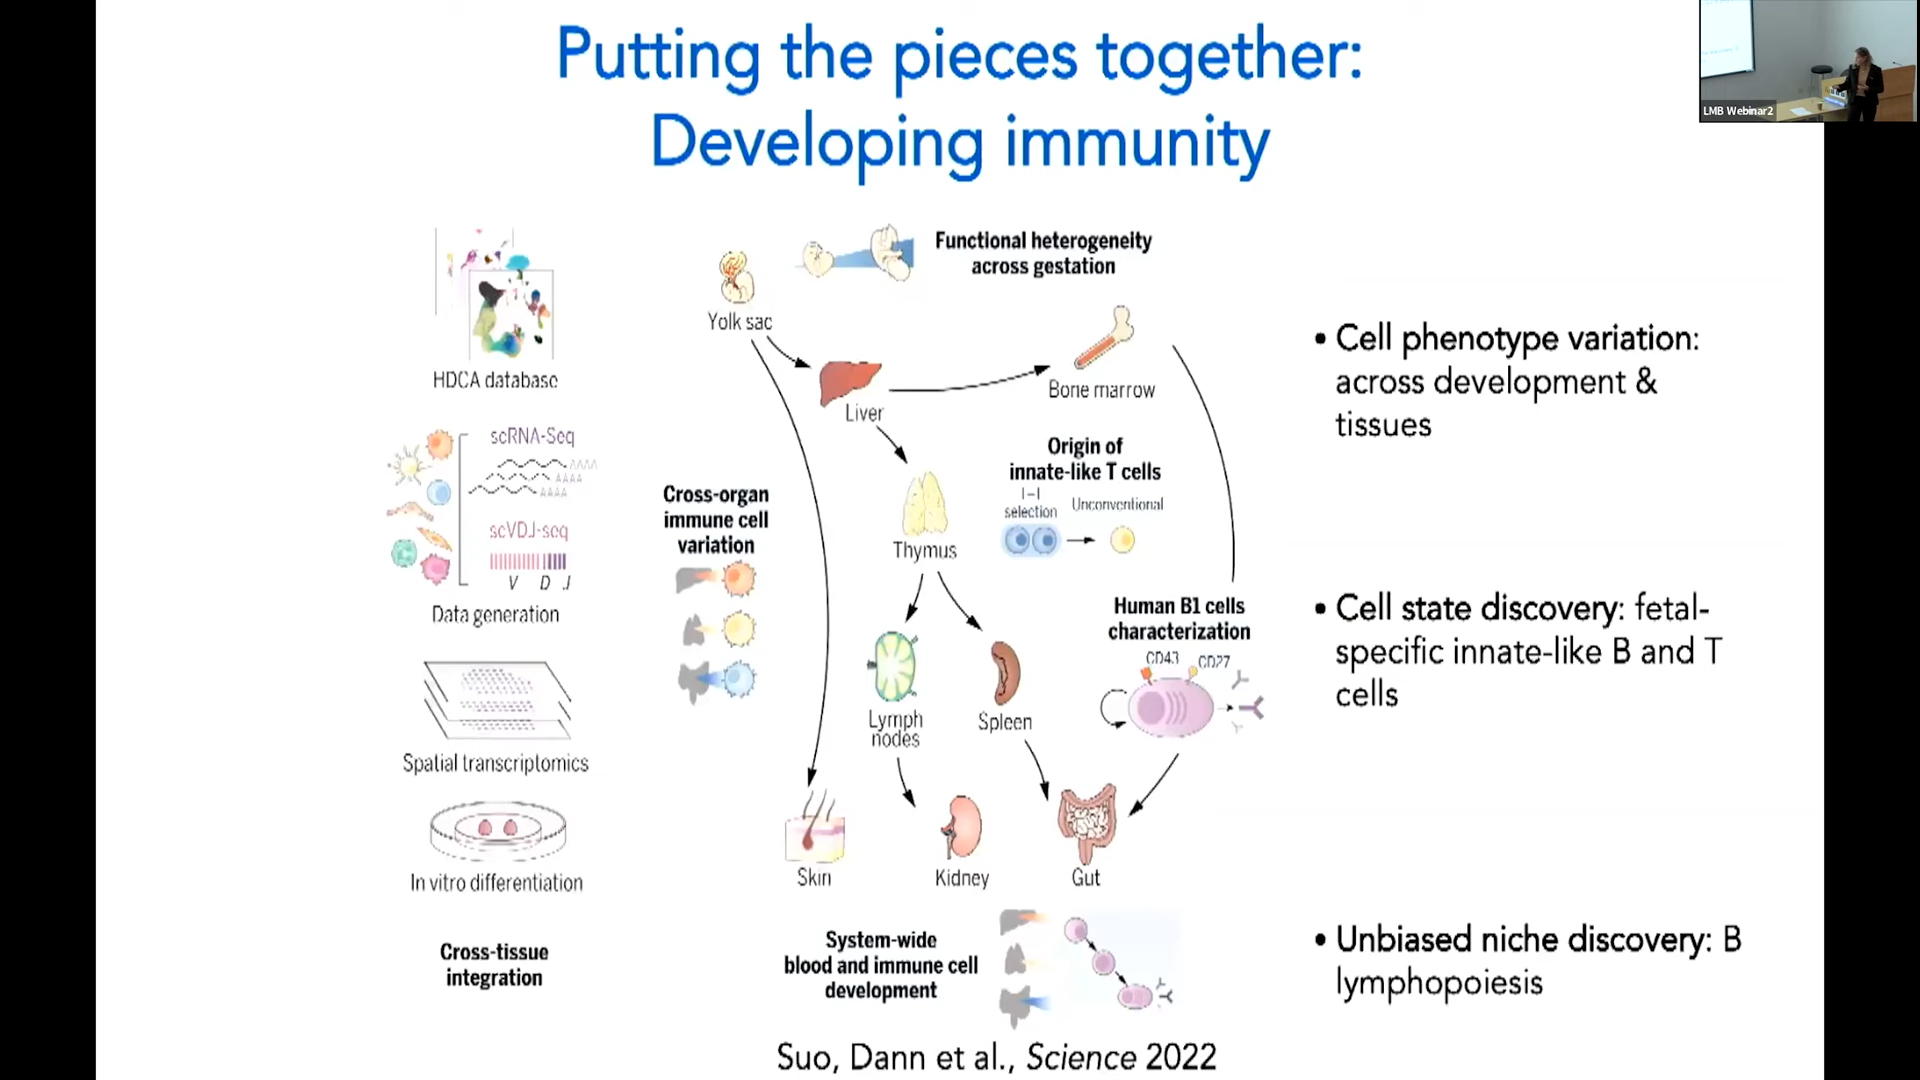 Putting the pieces together:
Developing immunity
LMB Webinar2
Functional heterogeneity
across gestation
Yolk sac
HDCA database
Liver
Bone marrow
• Cell phenotype variation:
across development &
tissues
scRNA-Seq
AAAA
AAAA
AAAA
scVDJ-seq
V D J
Data generation
Cross-organ
immune cell
variation
Thymus
Origin of
innate-like T cells
T–T
selection
Unconventional
Human B1 cells
characterization
CD43
CD27
• Cell state discovery: fetal-
specific innate-like B and T
cells
Lymph
nodes
Spleen
Spatial transcriptomics
In vitro differentiation
Skin
Kidney
Gut
Cross-tissue
integration
System-wide
blood and immune cell
development
• Unbiased niche discovery: B
lymphopoiesis
Suo, Dann et al., Science 2022